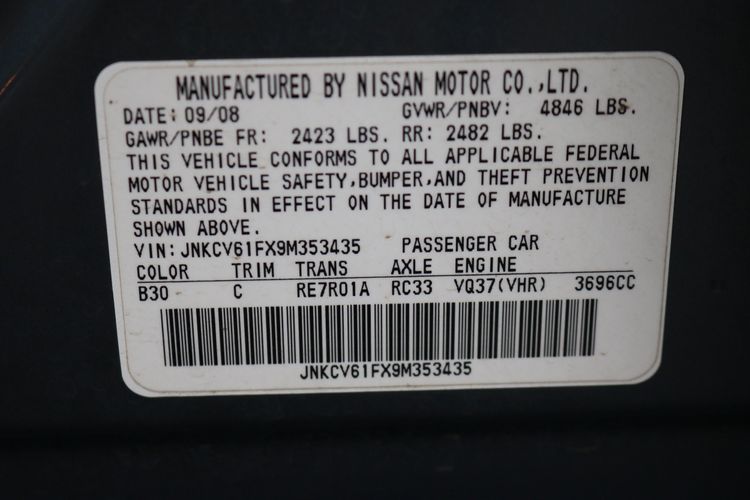 MANUFACTURED BY NISSAN MOTOR CO.,LTD.
DATE: 09/08 GVWR/PNBV: 4846 LBS.
GAWR/PNBE FR: 2423 LBS. RR: 2482 LBS.
THIS VEHICLE CONFORMS TO ALL APPLICABLE FEDERAL
MOTOR VEHICLE SAFETY,BUMPER,AND THEFT PREVENTION
STANDARDS IN EFFECT ON THE DATE OF MANUFACTURE
SHOWN ABOVE.
VIN: JNKCV61FX9M353435 PASSENGER CAR
COLOR TRIM TRANS AXLE ENGINE
B30 C RE7R01A RC33 VQ37(VHR) 3696CC
JNKCV61FX9M353435